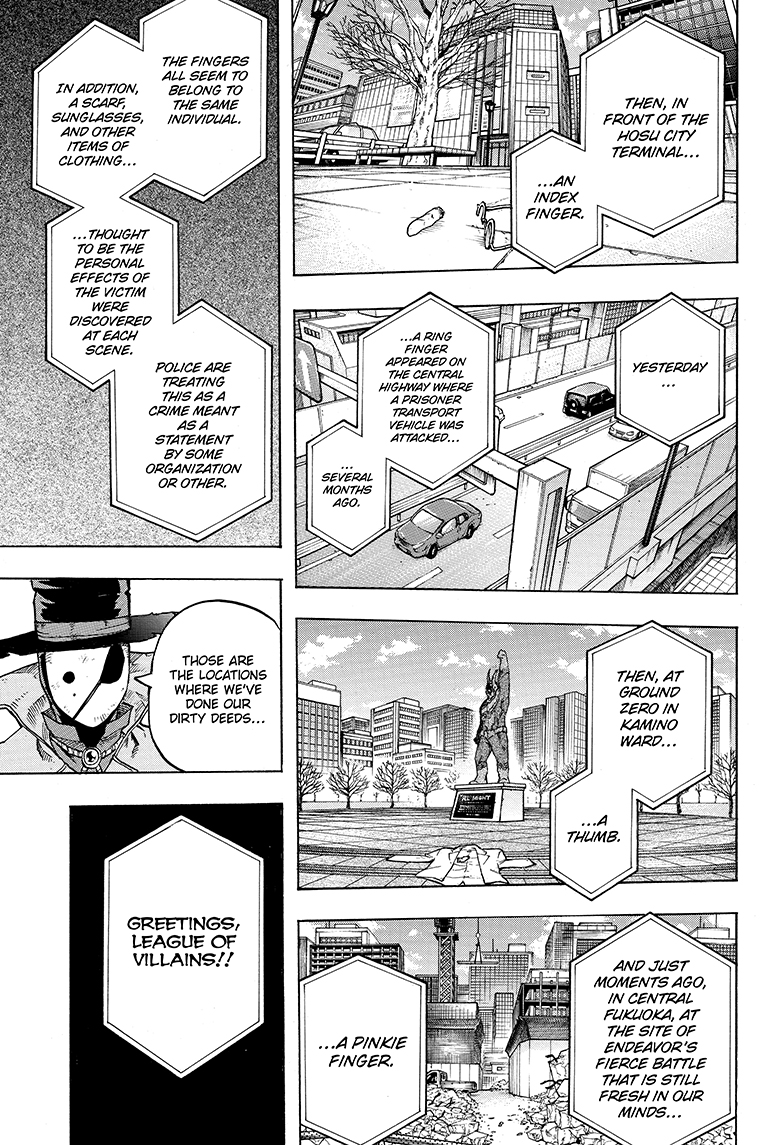 THEN, IN
FRONT OF THE
HOSU CITY
TERMINAL...
...AN
INDEX
FINGER.
YESTERDAY
...
...A RING
FINGER
APPEARED ON
THE CENTRAL
HIGHWAY WHERE
A PRISONER
TRANSPORT
VEHICLE WAS
ATTACKED...
...
SEVERAL
MONTHS
AGO.
THEN, AT
GROUND
ZERO IN
KAMINO
WARD...
...A
THUMB.
ALL MIGHT
AND JUST
MOMENTS AGO,
IN CENTRAL
FUKUOKA, AT
THE SITE OF
ENDEAVOR'S
FIERCE BATTLE
THAT IS STILL
FRESH IN OUR
MINDS...
...A PINKIE
FINGER.
THE FINGERS
ALL SEEM TO
BELONG TO
THE SAME
INDIVIDUAL.
IN ADDITION,
A SCARF,
SUNGLASSES,
AND OTHER
ITEMS OF
CLOTHING...
...THOUGHT
TO BE THE
PERSONAL
EFFECTS OF
THE VICTIM
WERE
DISCOVERED
AT EACH
SCENE.
POLICE ARE
TREATING
THIS AS A
CRIME MEANT
AS A
STATEMENT
BY SOME
ORGANIZATION
OR OTHER.
THOSE ARE
THE LOCATIONS
WHERE WE'VE
DONE OUR
DIRTY DEEDS...
GREETINGS,
LEAGUE OF
VILLAINS!!